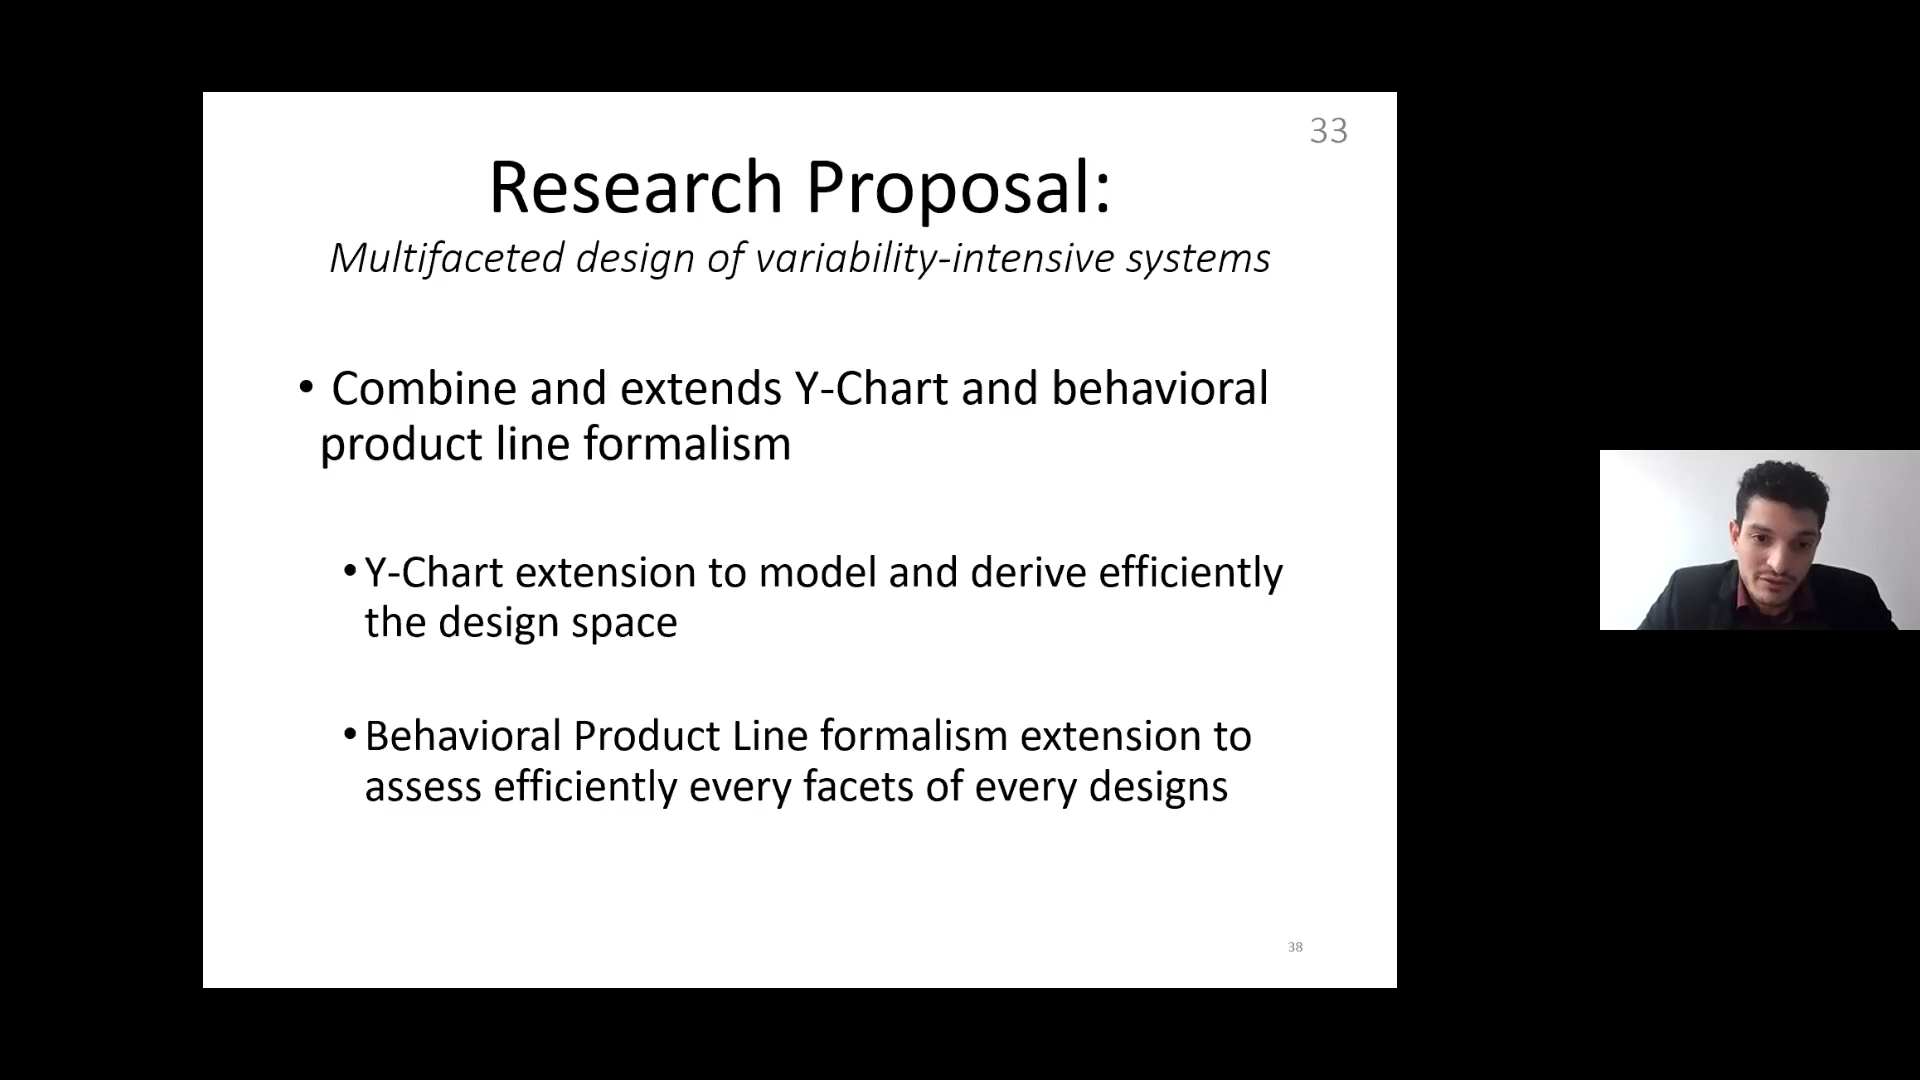 33
Research Proposal:
Multifaceted design of variability-intensive systems
• Combine and extends Y-Chart and behavioral
product line formalism
• Y-Chart extension to model and derive efficiently
the design space
• Behavioral Product Line formalism extension to
assess efficiently every facets of every designs
38